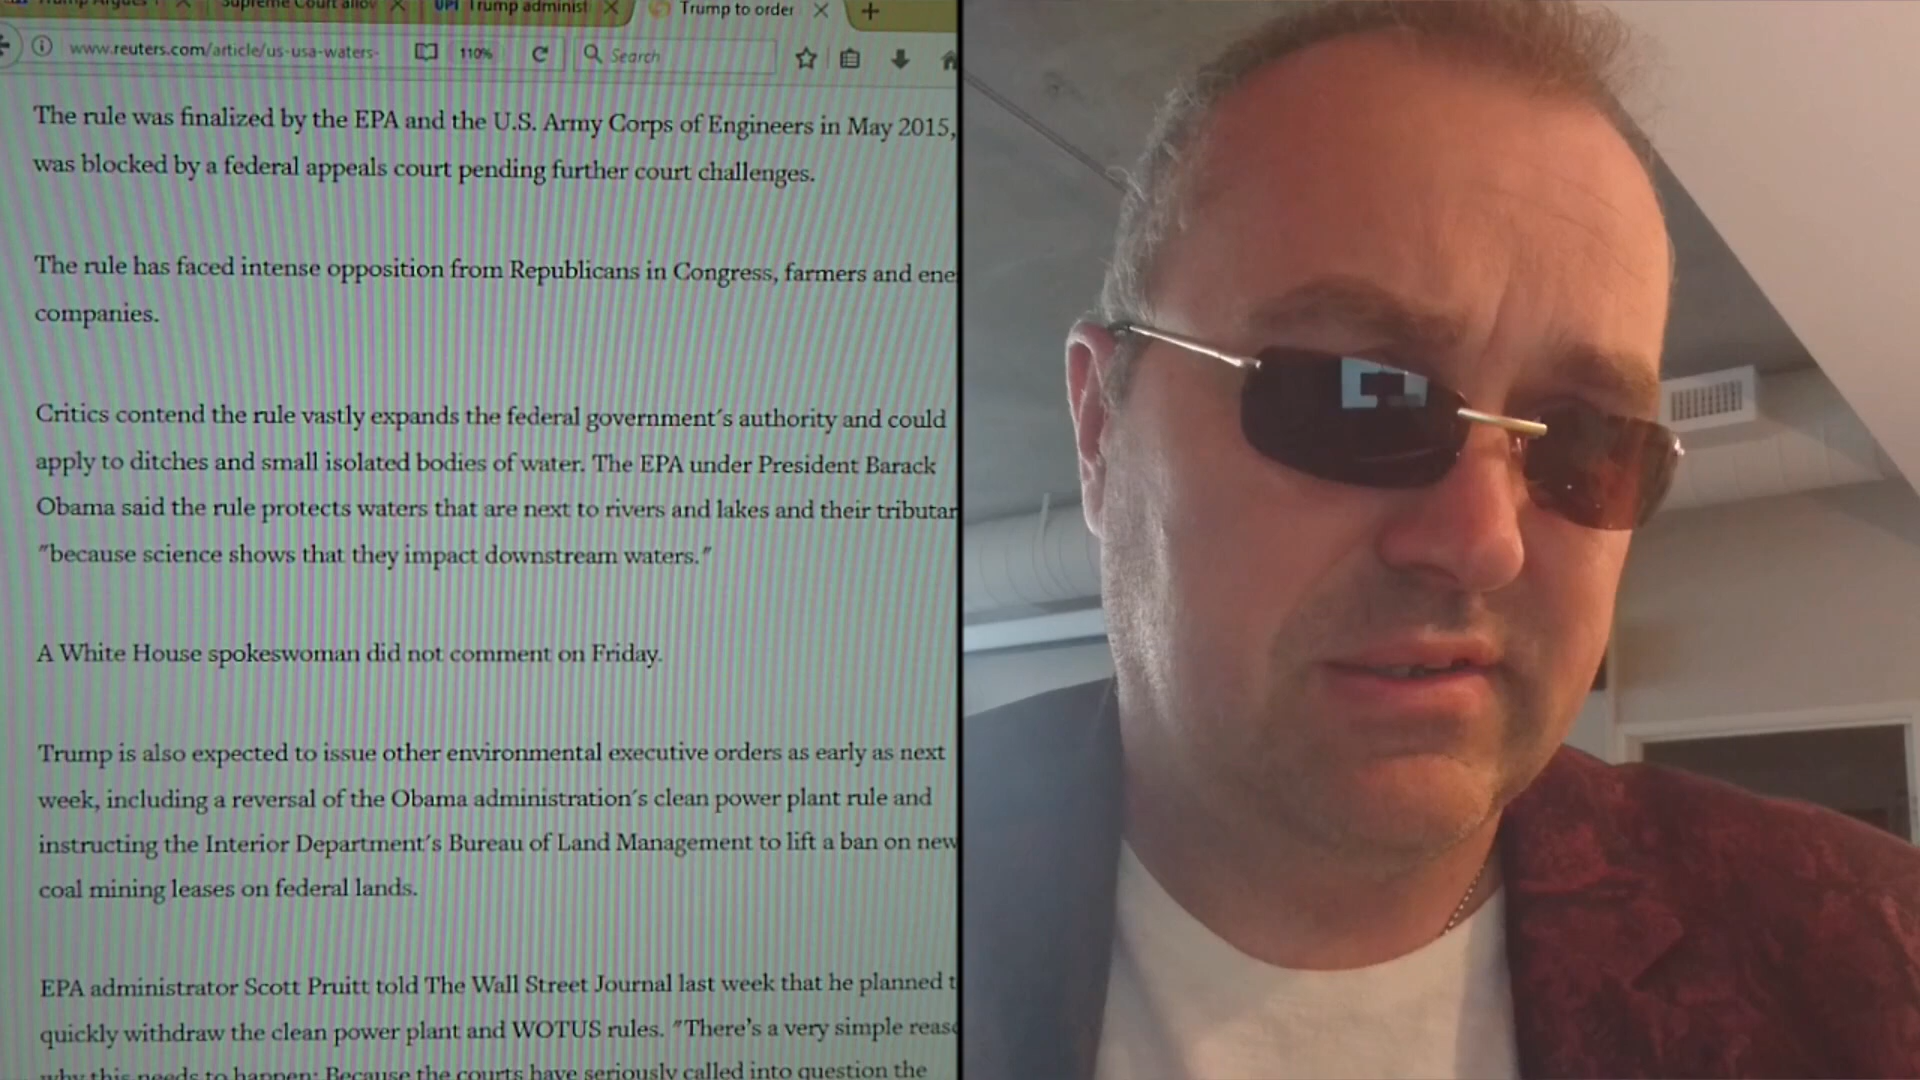 Supreme Court allow
UPI Trump administ
Trump to order
www.reuters.com/article/us-usa-waters-
110%
Search
The rule was finalized by the EPA and the U.S. Army Corps of Engineers in May 2015,
was blocked by a federal appeals court pending further court challenges.
The rule has faced intense opposition from Republicans in Congress, farmers and ene
companies.
Critics contend the rule vastly expands the federal government's authority and could
apply to ditches and small isolated bodies of water. The EPA under President Barack
Obama said the rule protects waters that are next to rivers and lakes and their tributar
"because science shows that they impact downstream waters."
A White House spokeswoman did not comment on Friday.
Trump is also expected to issue other environmental executive orders as early as next
week, including a reversal of the Obama administration's clean power plant rule and
instructing the Interior Department's Bureau of Land Management to lift a ban on new
coal mining leases on federal lands.
EPA administrator Scott Pruitt told The Wall Street Journal last week that he planned t
quickly withdraw the clean power plant and WOTUS rules. "There's a very simple reaso
why this needs to happen: Because the courts have seriously called into question the